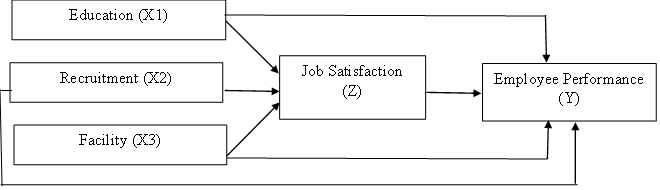 Education (X1)
Recruitment (X2)
Facility (X3)
Job Satisfaction
(Z)
Employee Performance
(Y)